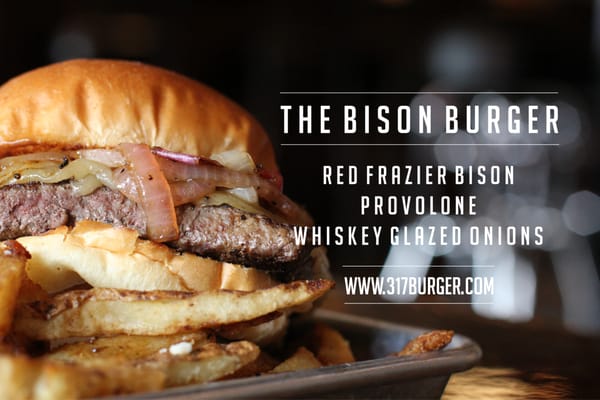 THE BISON BURGER
RED FRAZIER BISON
PROVOLONE
WHISKEY GLAZED ONIONS
WWW.317BURGER.COM